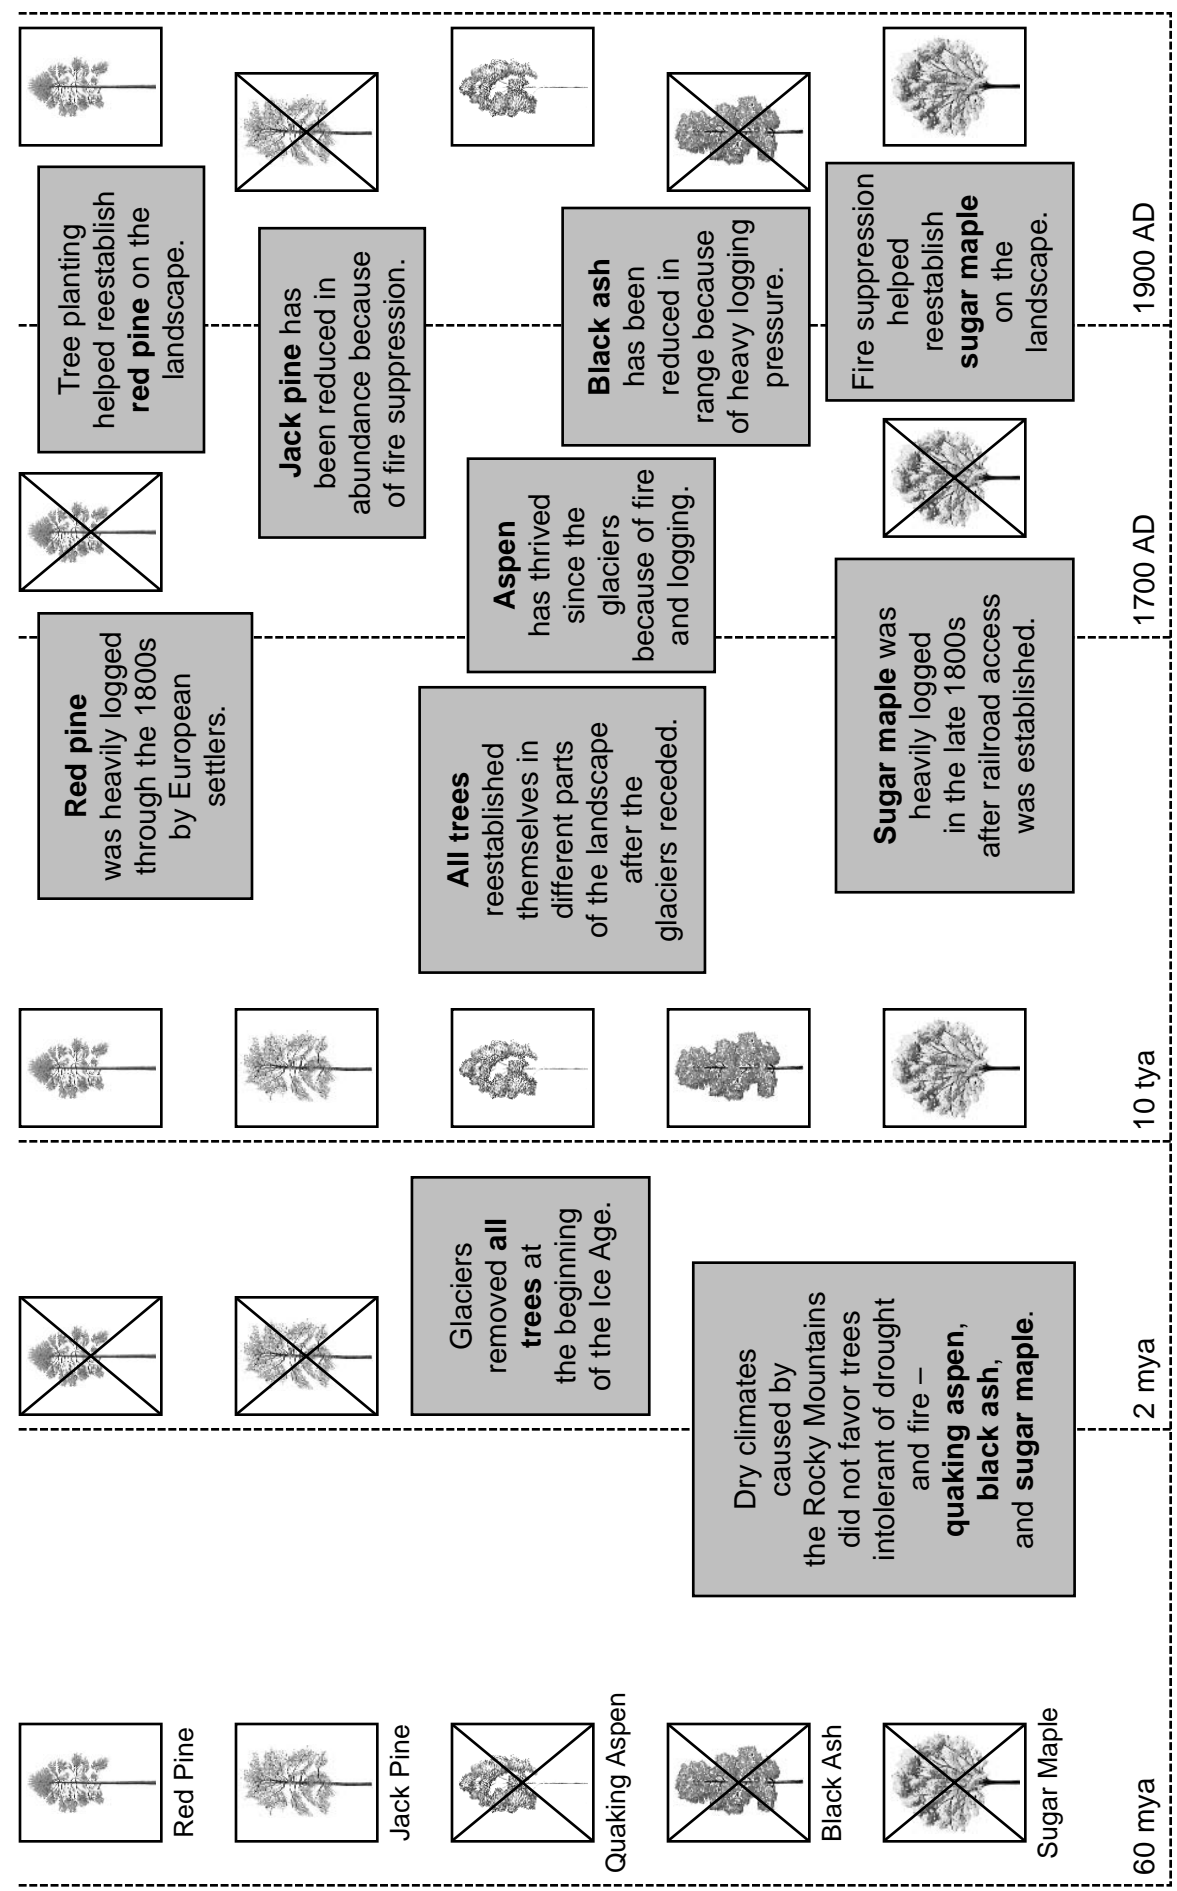 Red Pine
Jack Pine
Quaking Aspen
Black Ash
Sugar Maple
Dry climates
caused by
the Rocky Mountains
did not favor trees
intolerant of drought
and fire –
quaking aspen,
black ash,
and sugar maple.
Glaciers
removed all
trees at
the beginning
of the Ice Age.
All trees
reestablished
themselves in
different parts
of the landscape
after the
glaciers receded.
Red pine
was heavily logged
through the 1800s
by European
settlers.
Sugar maple was
heavily logged
in the late 1800s
after railroad access
was established.
Aspen
has thrived
since the
glaciers
because of fire
and logging.
Tree planting
helped reestablish
red pine on the
landscape.
Jack pine has
been reduced in
abundance because
of fire suppression.
Black ash
has been
reduced in
range because
of heavy logging
pressure.
Fire suppression
helped
reestablish
sugar maple
on the
landscape.
60 mya
2 mya
10 tya
1700 AD
1900 AD